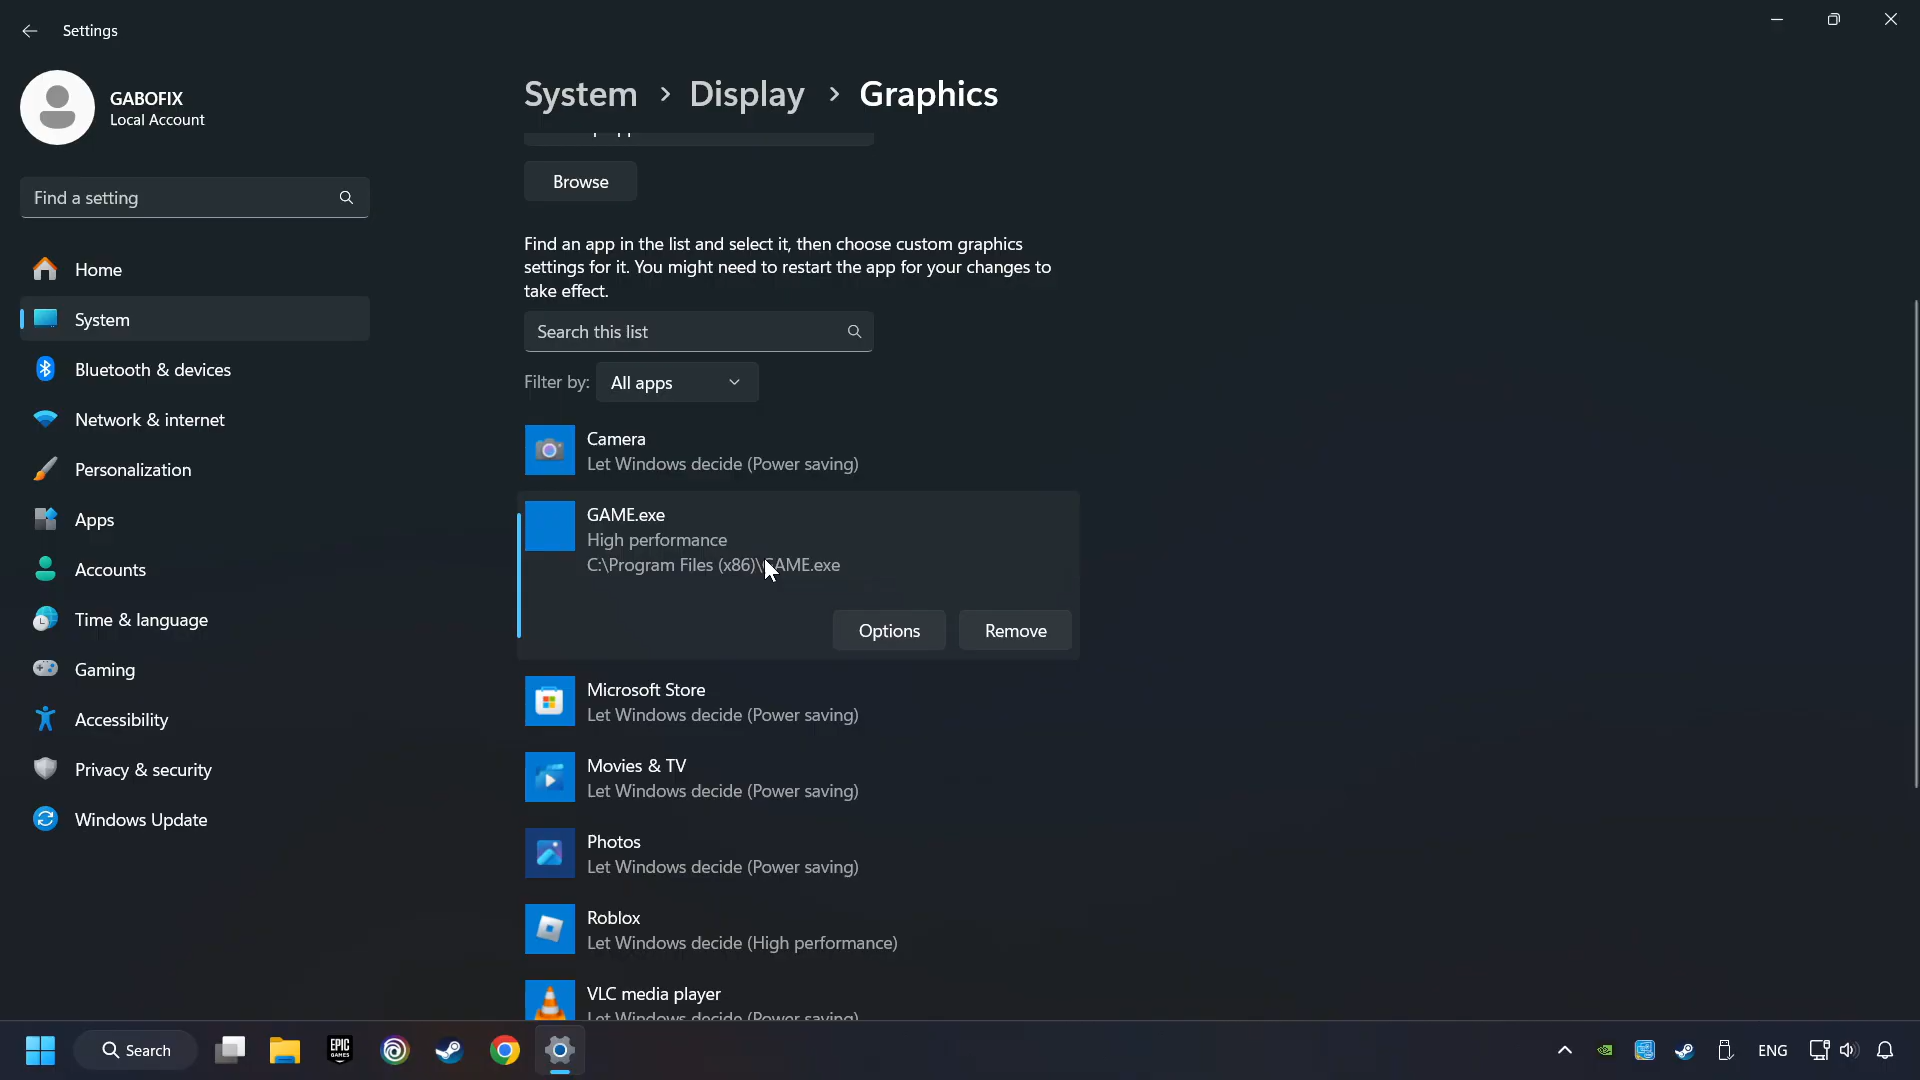 Settings
GABOFIX
Local Account
Find a setting
Home
System
Bluetooth & devices
Network & internet
Personalization
Apps
Accounts
Time & language
Gaming
Accessibility
Privacy & security
Windows Update
System > Display > Graphics
Browse
Find an app in the list and select it, then choose custom graphics
settings for it. You might need to restart the app for your changes to
take effect.
Search this list
Filter by: All apps
Camera
Let Windows decide (Power saving)
GAME.exe
High performance
C:\Program Files (x86)\GAME.exe
Options Remove
Microsoft Store
Let Windows decide (Power saving)
Movies & TV
Let Windows decide (Power saving)
Photos
Let Windows decide (Power saving)
Roblox
Let Windows decide (High performance)
VLC media player
Let Windows decide (Power saving)
Search
EPIC
GAMES
ENG